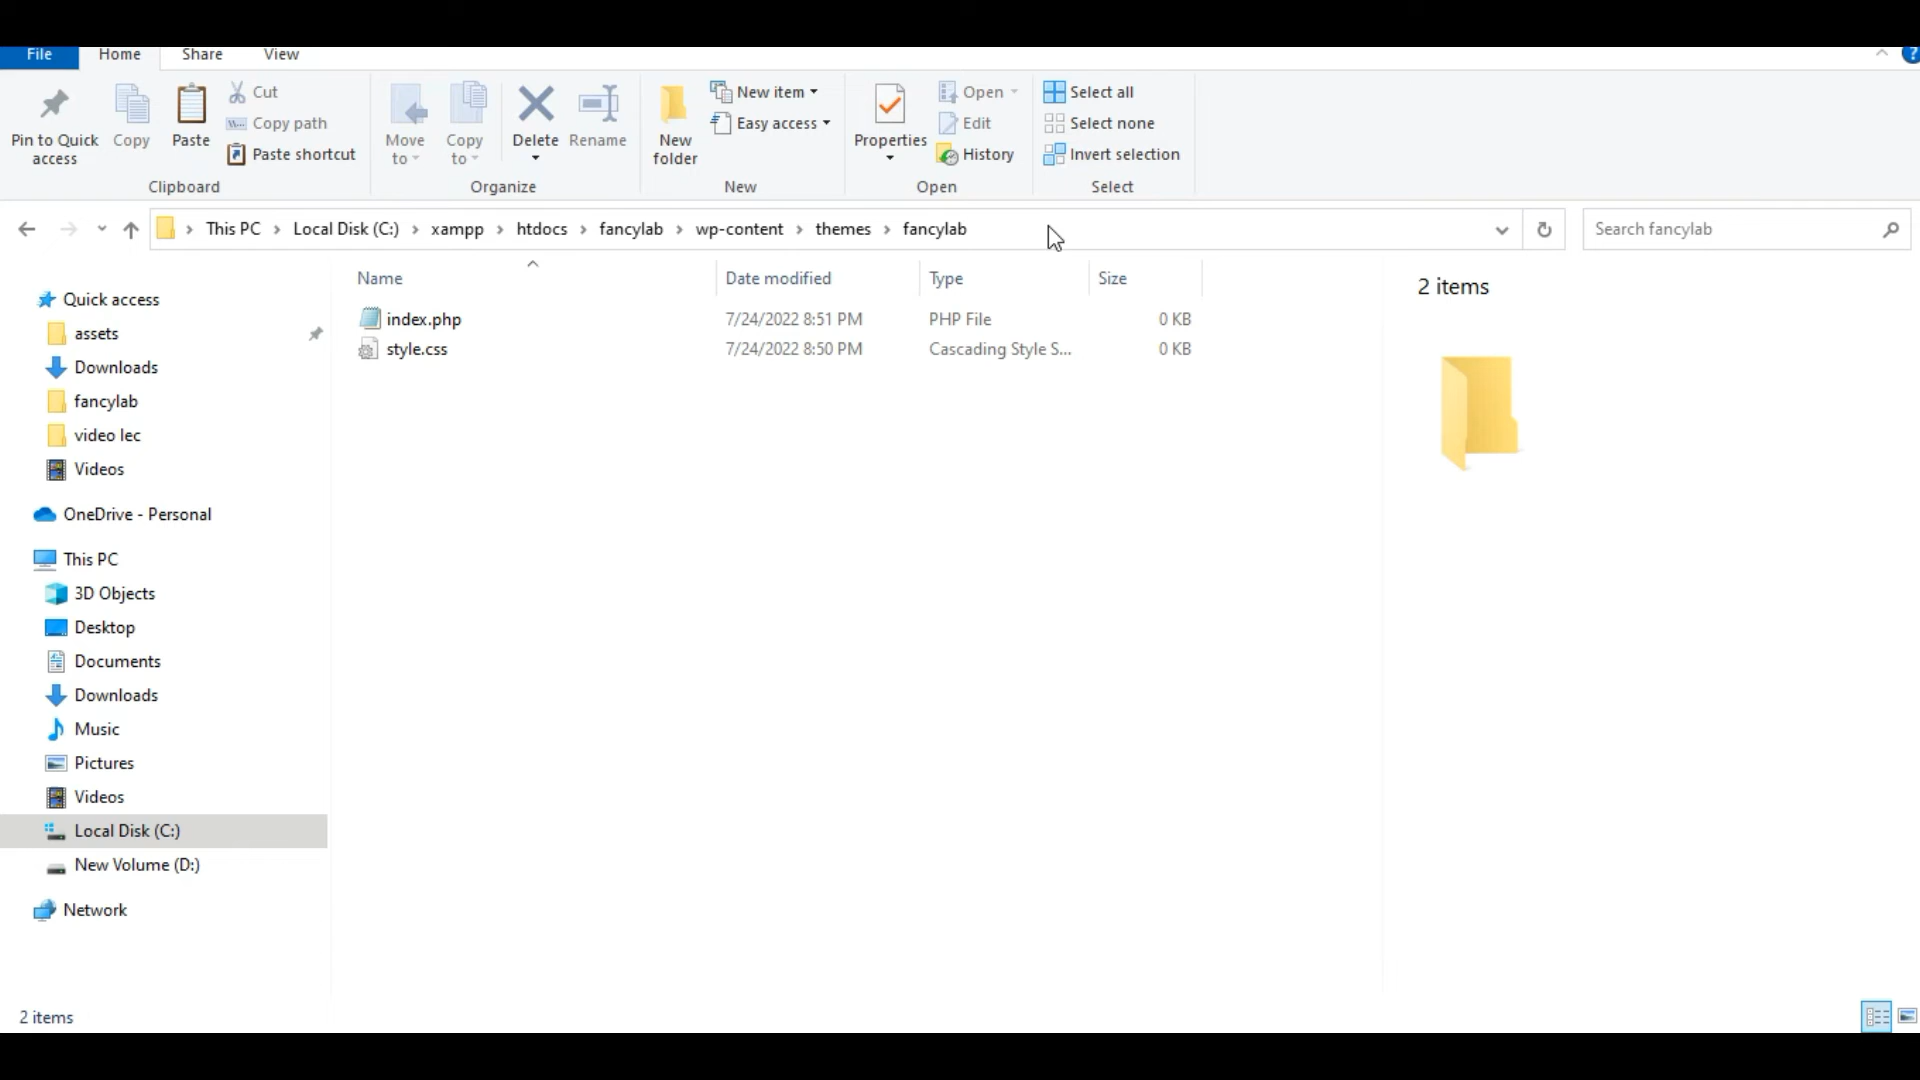 File Home Share View
Pin to Quick access
Copy
Paste
Cut
Copy path
Paste shortcut
Clipboard
Move to
Copy to
Delete
Rename
Organize
New folder
New item
Easy access
New
Properties
Open
Edit
History
Open
Select all
Select none
Invert selection
Select
This PC Local Disk (C:) xampp htdocs fancylab wp-content themes fancylab
Search fancylab
Name Date modified Type Size
index.php 7/24/2022 8:51 PM PHP File 0 KB
style.css 7/24/2022 8:50 PM Cascading Style S... 0 KB
2 items
Quick access
assets
Downloads
fancylab
video lec
Videos
OneDrive - Personal
This PC
3D Objects
Desktop
Documents
Downloads
Music
Pictures
Videos
Local Disk (C:)
New Volume (D:)
Network
2 items